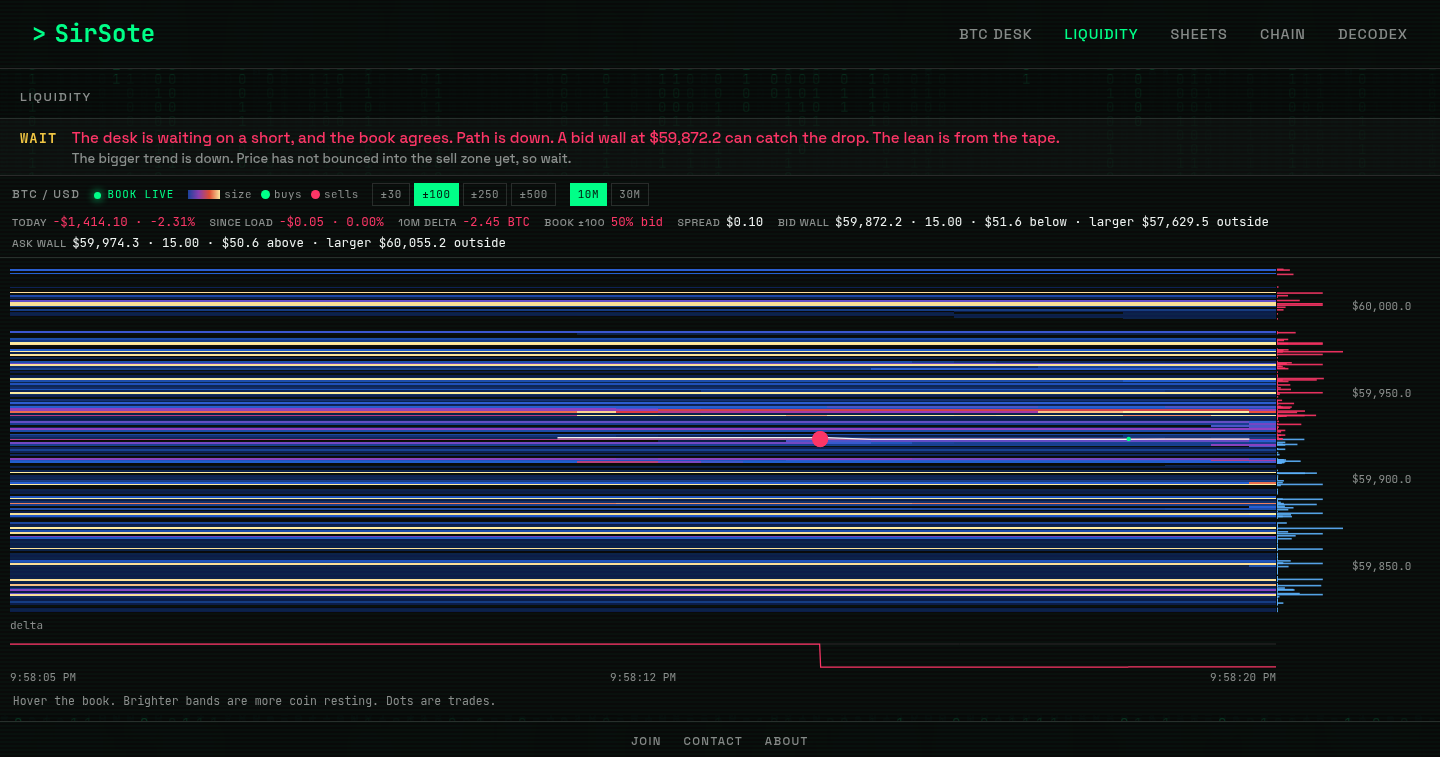 > SirSote
BTC DESK LIQUIDITY SHEETS CHAIN DECODEX
LIQUIDITY
WAIT The desk is waiting on a short, and the book agrees. Path is down. A bid wall at $59,872.2 can catch the drop. The lean is from the tape.
The bigger trend is down. Price has not bounced into the sell zone yet, so wait.
BTC / USD BOOK LIVE size buys sells ±30 ±100 ±250 ±500 10M 30M
TODAY -$1,414.10 · -2.31% SINCE LOAD -$0.05 · 0.00% 10M DELTA -2.45 BTC BOOK ±100 50% bid SPREAD $0.10 BID WALL $59,872.2 · 15.00 · $51.6 below · larger $57,629.5 outside
ASK WALL $59,974.3 · 15.00 · $50.6 above · larger $60,055.2 outside
$60,000.0
$59,950.0
$59,900.0
$59,850.0
delta
9:58:05 PM 9:58:12 PM 9:58:20 PM
Hover the book. Brighter bands are more coin resting. Dots are trades.
JOIN CONTACT ABOUT